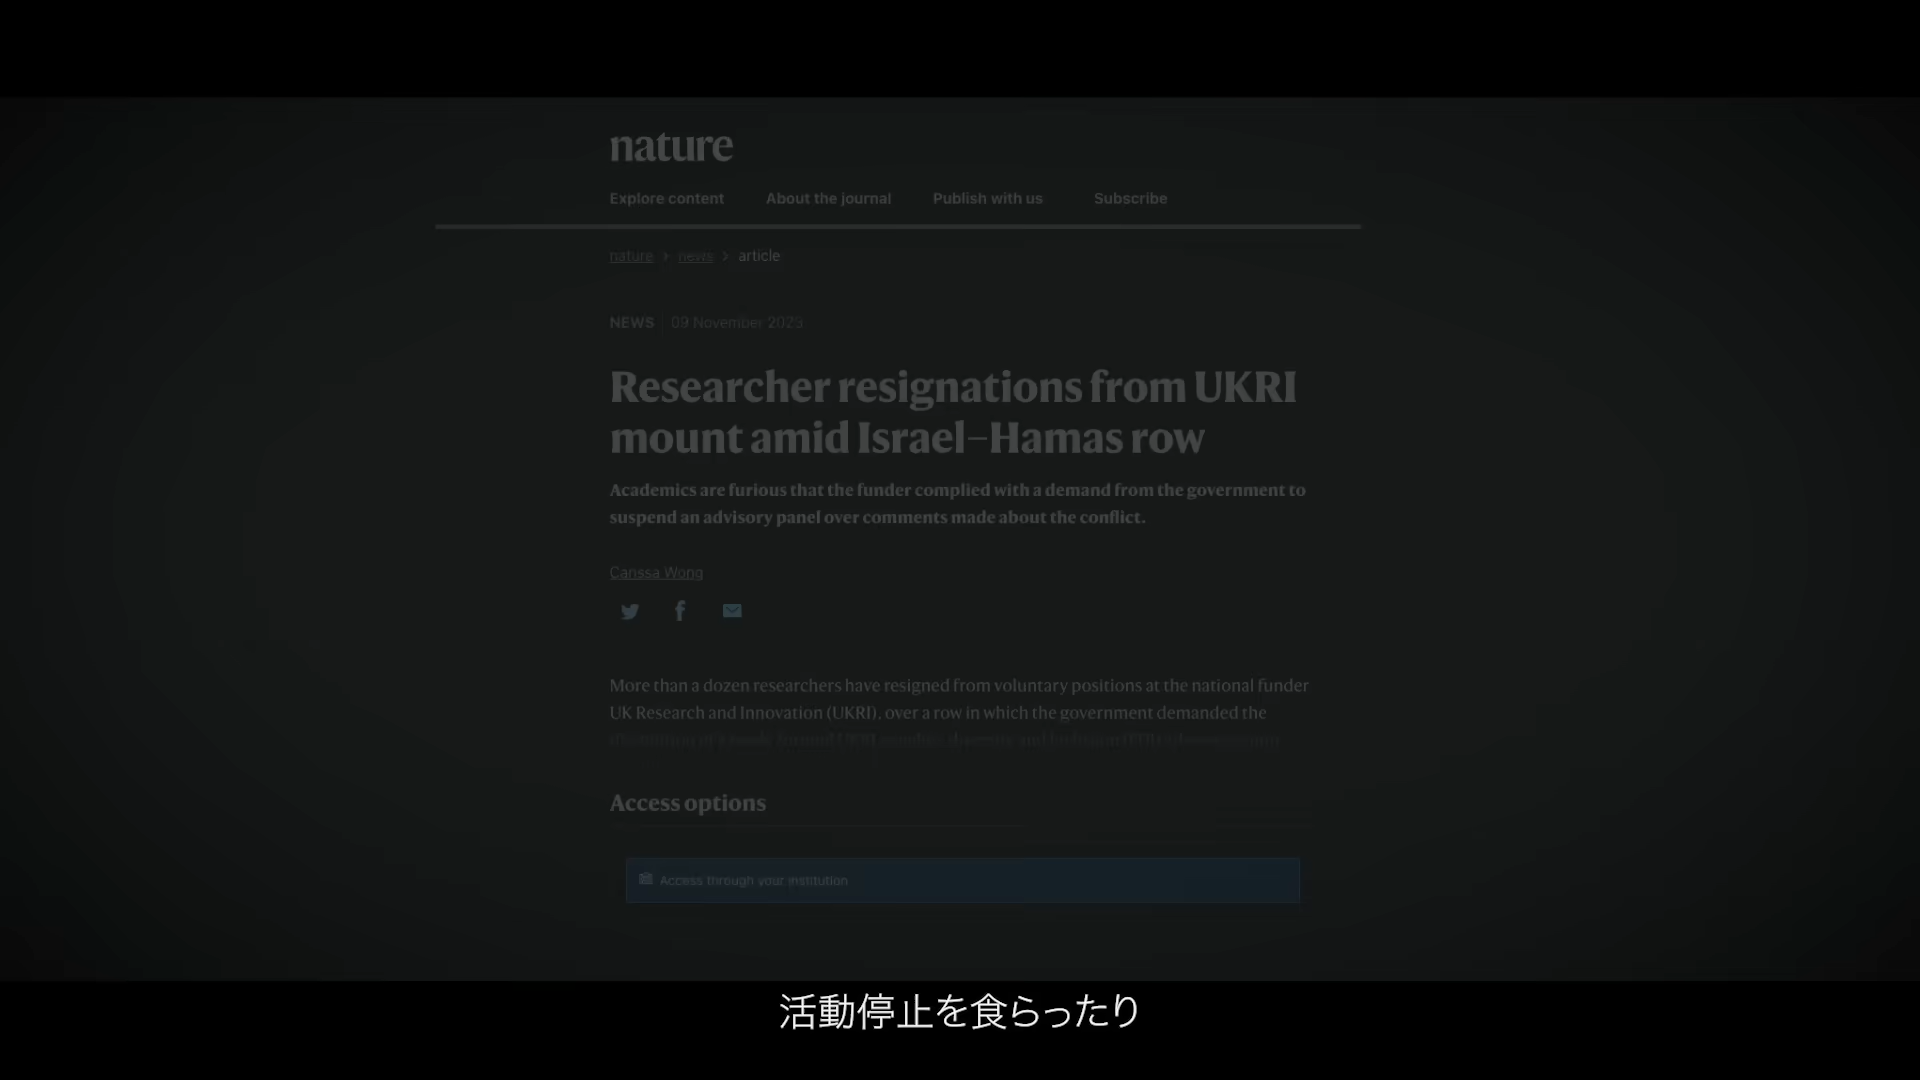 nature
Explore content About the journal Publish with us Subscribe
nature > news > article
NEWS 09 November 2023
Researcher resignations from UKRI
mount amid Israel–Hamas row
Academics are furious that the funder complied with a demand from the government to
suspend an advisory panel over comments made about the conflict.
Carissa Wong
More than a dozen researchers have resigned from voluntary positions at the national funder
UK Research and Innovation (UKRI), over a row in which the government demanded the
Access options
Access through your institution
活動停止を食らったり